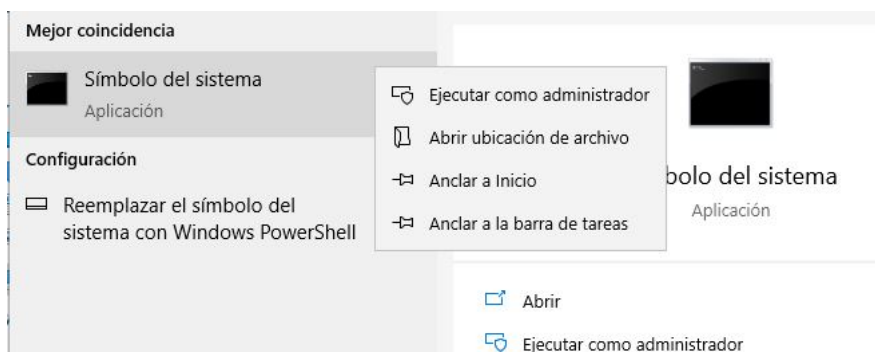 Mejor coincidencia
Símbolo del sistema
Aplicación
Configuración
Reemplazar el símbolo del
sistema con Windows PowerShell
Ejecutar como administrador
Abrir ubicación de archivo
Anclar a Inicio
Anclar a la barra de tareas
bolo del sistema
Aplicación
Abrir
Ejecutar como administrador